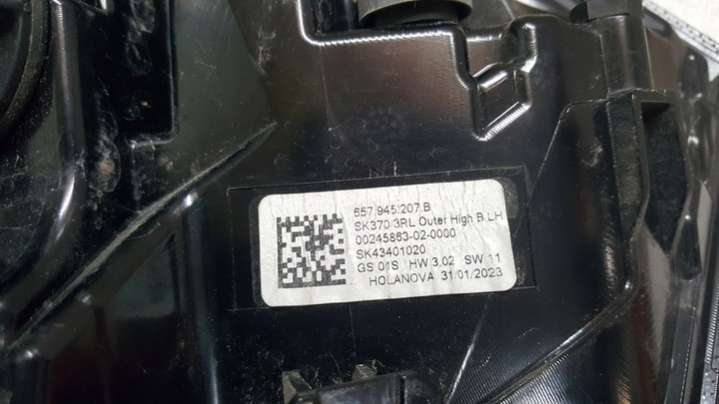 657 945 207 B
SK370 3RL Outer High B LH
00245863-02-0000
SK43401020
GS 01S HW 3.02 SW 11
HOLANOVA 31/01/2023